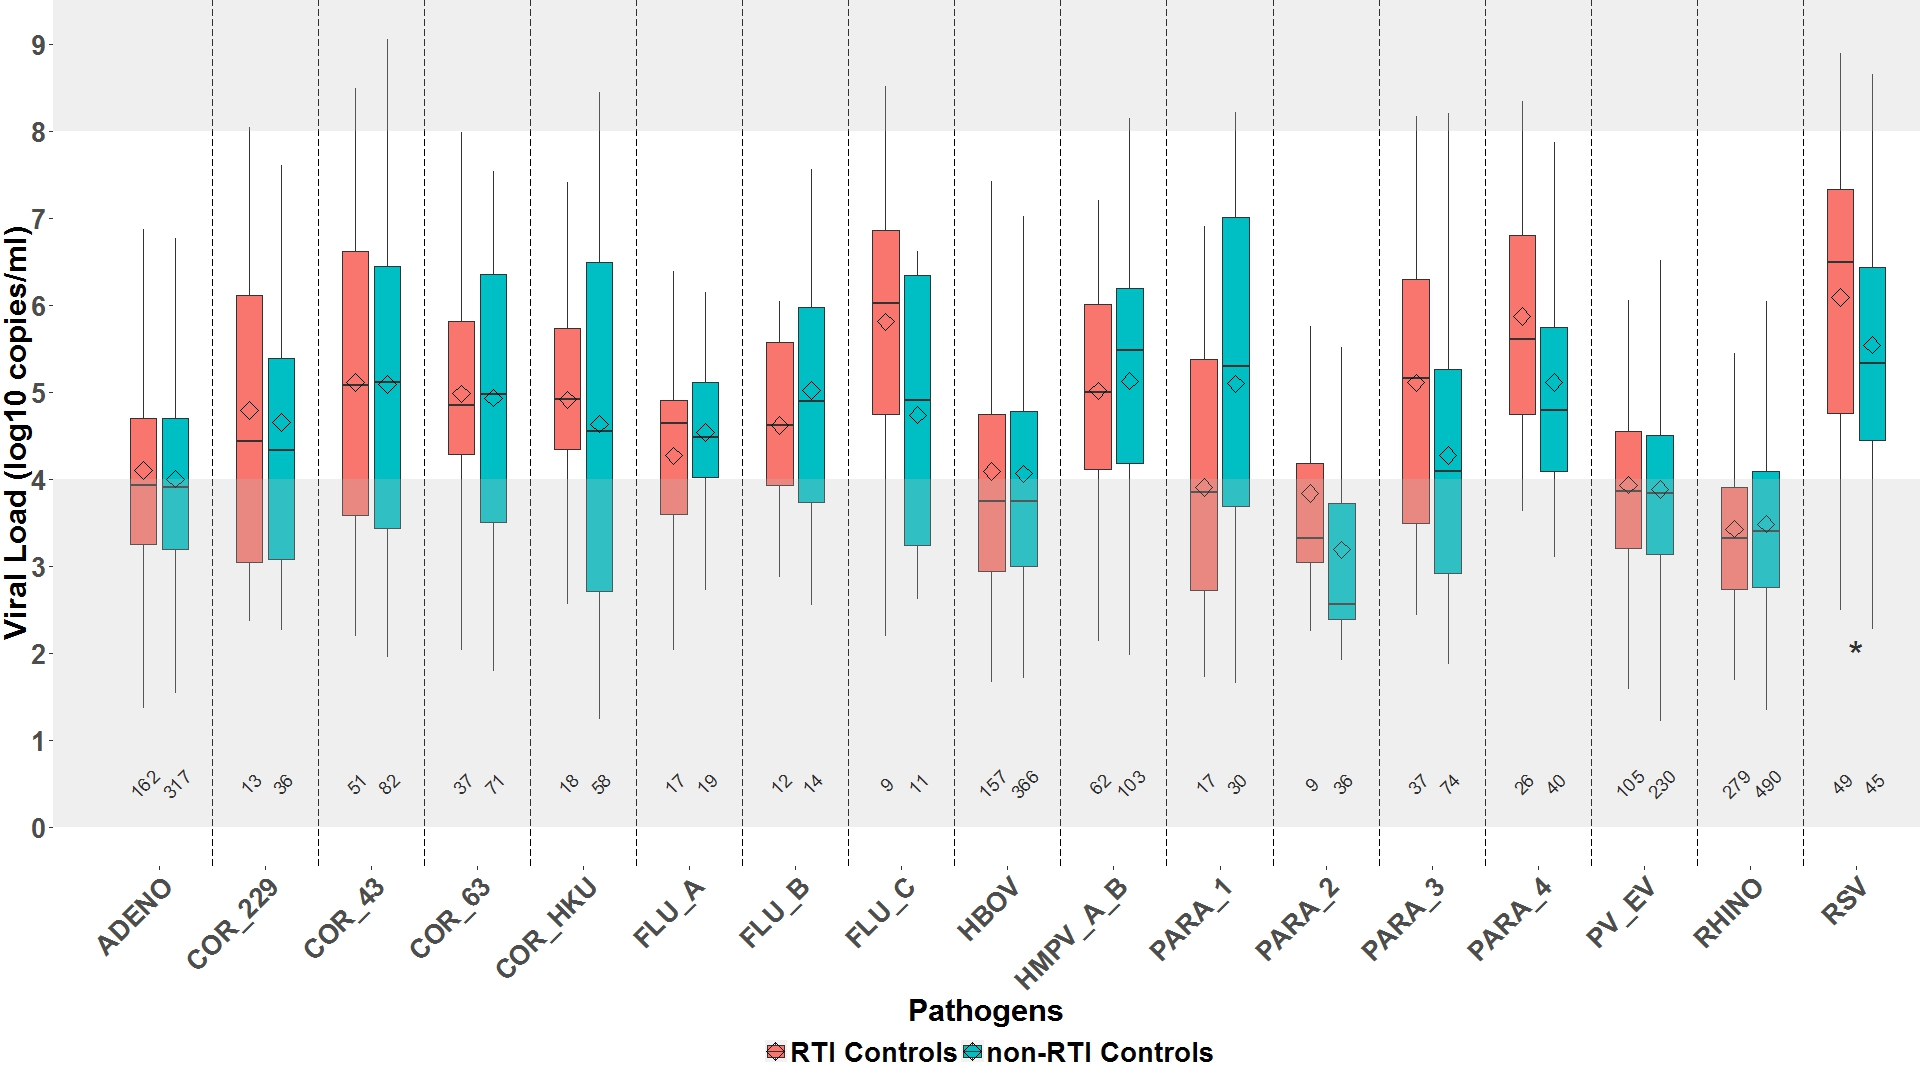 Viral Load (log10 copies/ml)
9
8
7
6
5
4
3
2
1
0
*
162 317 13 36 51 82 37 71 18 58 17 19 12 14 9 11 157 366 62 103 17 30 9 36 37 74 26 40 105 230 279 490 49 45
ADENO COR_229 COR_43 COR_63 COR_HKU FLU_A FLU_B FLU_C HBOV HMPV_A_B PARA_1 PARA_2 PARA_3 PARA_4 PV_EV RHINO RSV
Pathogens
RTI Controls non-RTI Controls